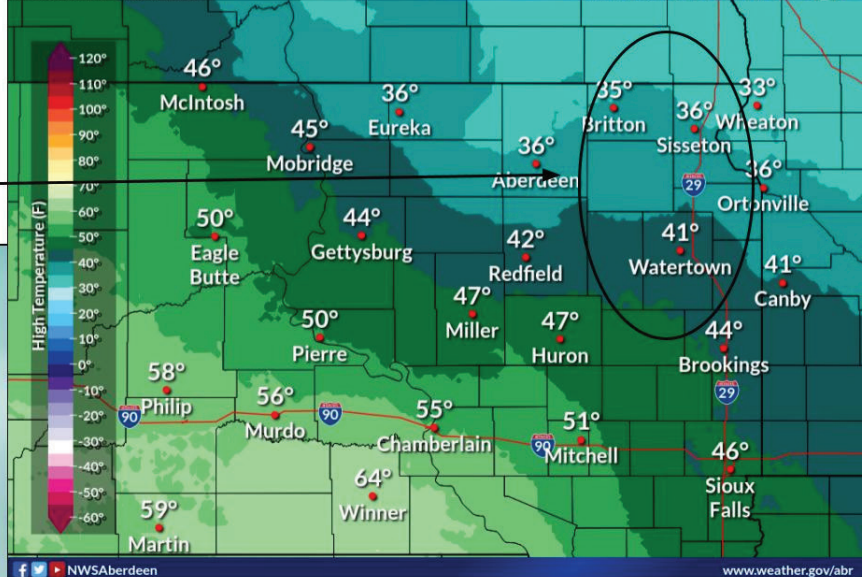 High Temperature (F)
120°
110°
100°
90°
80°
70°
60°
50°
40°
30°
20°
10°
0°
-10°
-20°
-30°
-40°
-50°
-60°
46°
McIntosh
36°
Eureka
35°
Britton
36°
Sisseton
33°
Wheaton
45°
Mobridge
36°
Aberdeen
29
36°
Ortonville
50°
Eagle
Butte
44°
Gettysburg
42°
Redfield
41°
Watertown
41°
Canby
50°
Pierre
47°
Miller
47°
Huron
44°
Brookings
58°
Philip
90
56°
Murdo
90
55°
Chamberlain
90
51°
Mitchell
29
46°
Sioux
Falls
59°
Martin
64°
Winner
NWSAberdeen
www.weather.gov/abr